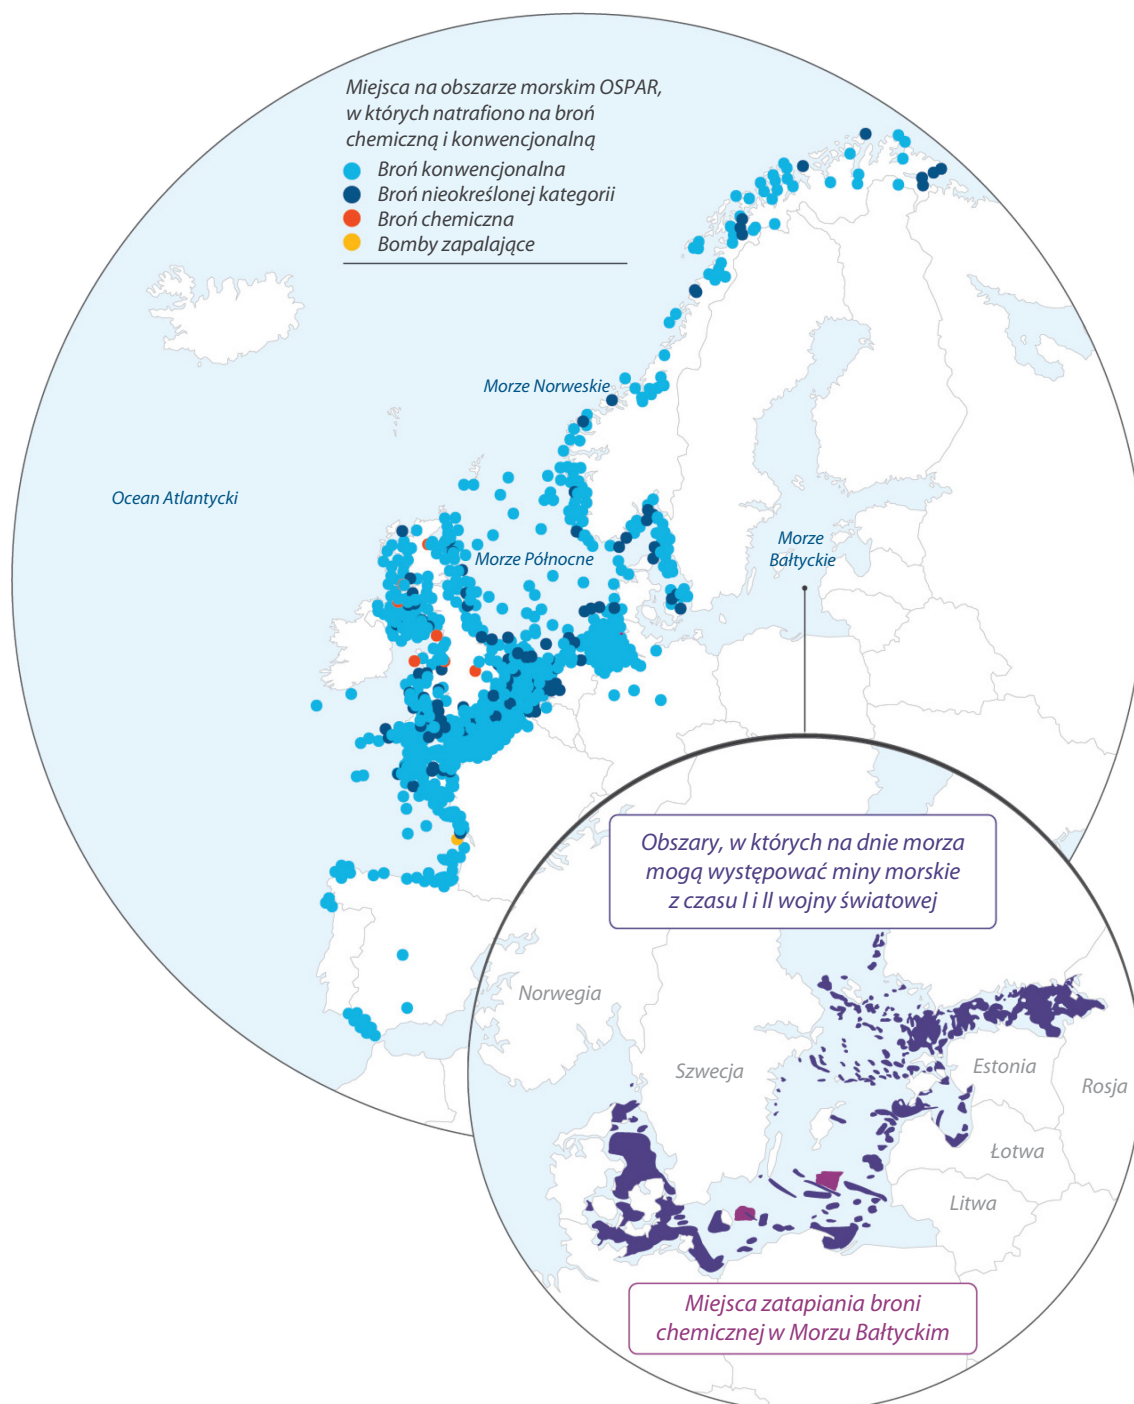 Miejsca na obszarze morskim OSPAR,
w których natrafiono na broń
chemiczną i konwencjonalną
Broń konwencjonalna
Broń nieokreślonej kategorii
Broń chemiczna
Bomby zapalające
Morze Norweskie
Ocean Atlantycki
Morze Północne
Morze
Bałtyckie
Obszary, w których na dnie morza
mogą występować miny morskie
z czasu I i II wojny światowej
Norwegia
Szwecja
Estonia
Rosja
Łotwa
Litwa
Miejsca zatapiania broni
chemicznej w Morzu Bałtyckim